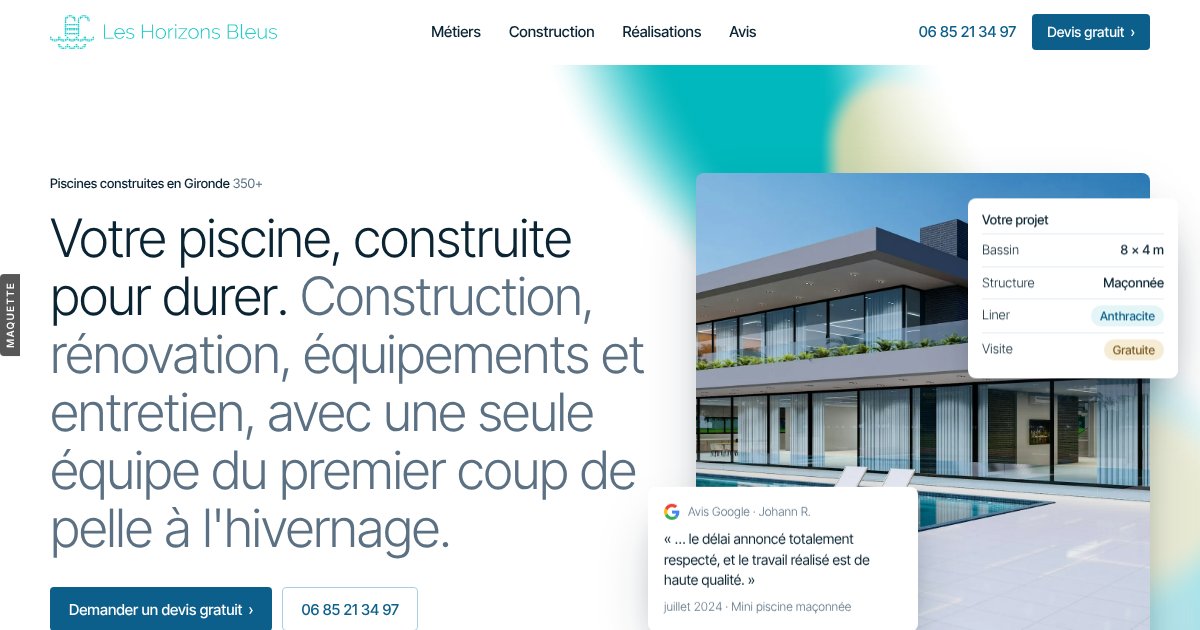 Les Horizons Bleus
Métiers
Construction
Réalisations
Avis
06 85 21 34 97
Devis gratuit ›
MAQUETTE
Piscines construites en Gironde 350+
Votre piscine, construite
pour durer. Construction,
rénovation, équipements et
entretien, avec une seule
équipe du premier coup de
pelle à l'hivernage.
Demander un devis gratuit ›
06 85 21 34 97
Votre projet
Bassin 8 × 4 m
Structure Maçonnée
Liner Anthracite
Visite Gratuite
Avis Google · Johann R.
« … le délai annoncé totalement
respecté, et le travail réalisé est de
haute qualité. »
juillet 2024 · Mini piscine maçonnée